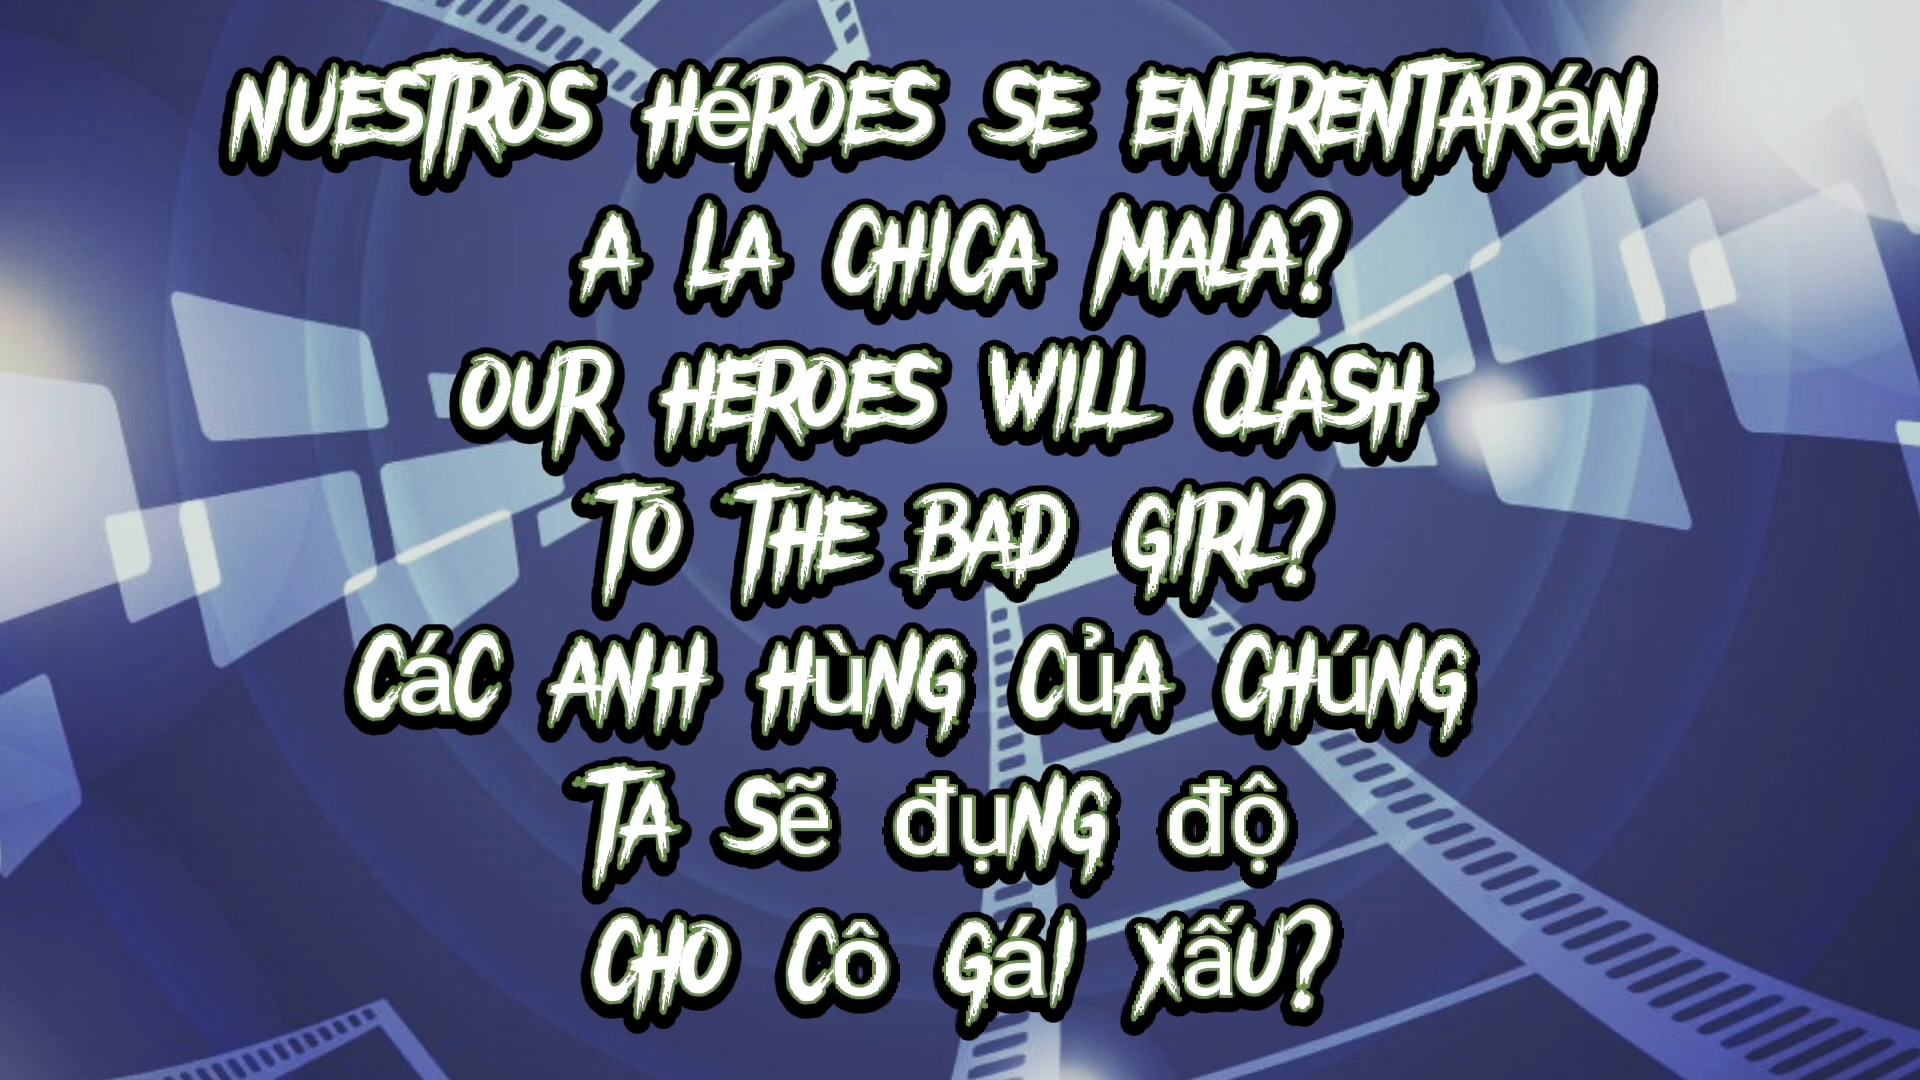 NUESTROS HéROES SE ENFRENTARáN
A LA CHICA MALA?
OUR HEROES WILL CLASH
TO THE BAD GIRL?
CáC ANH HùNG CủA CHúNG
TA Sẽ đụNG độ
CHO Cô GáI XấU?